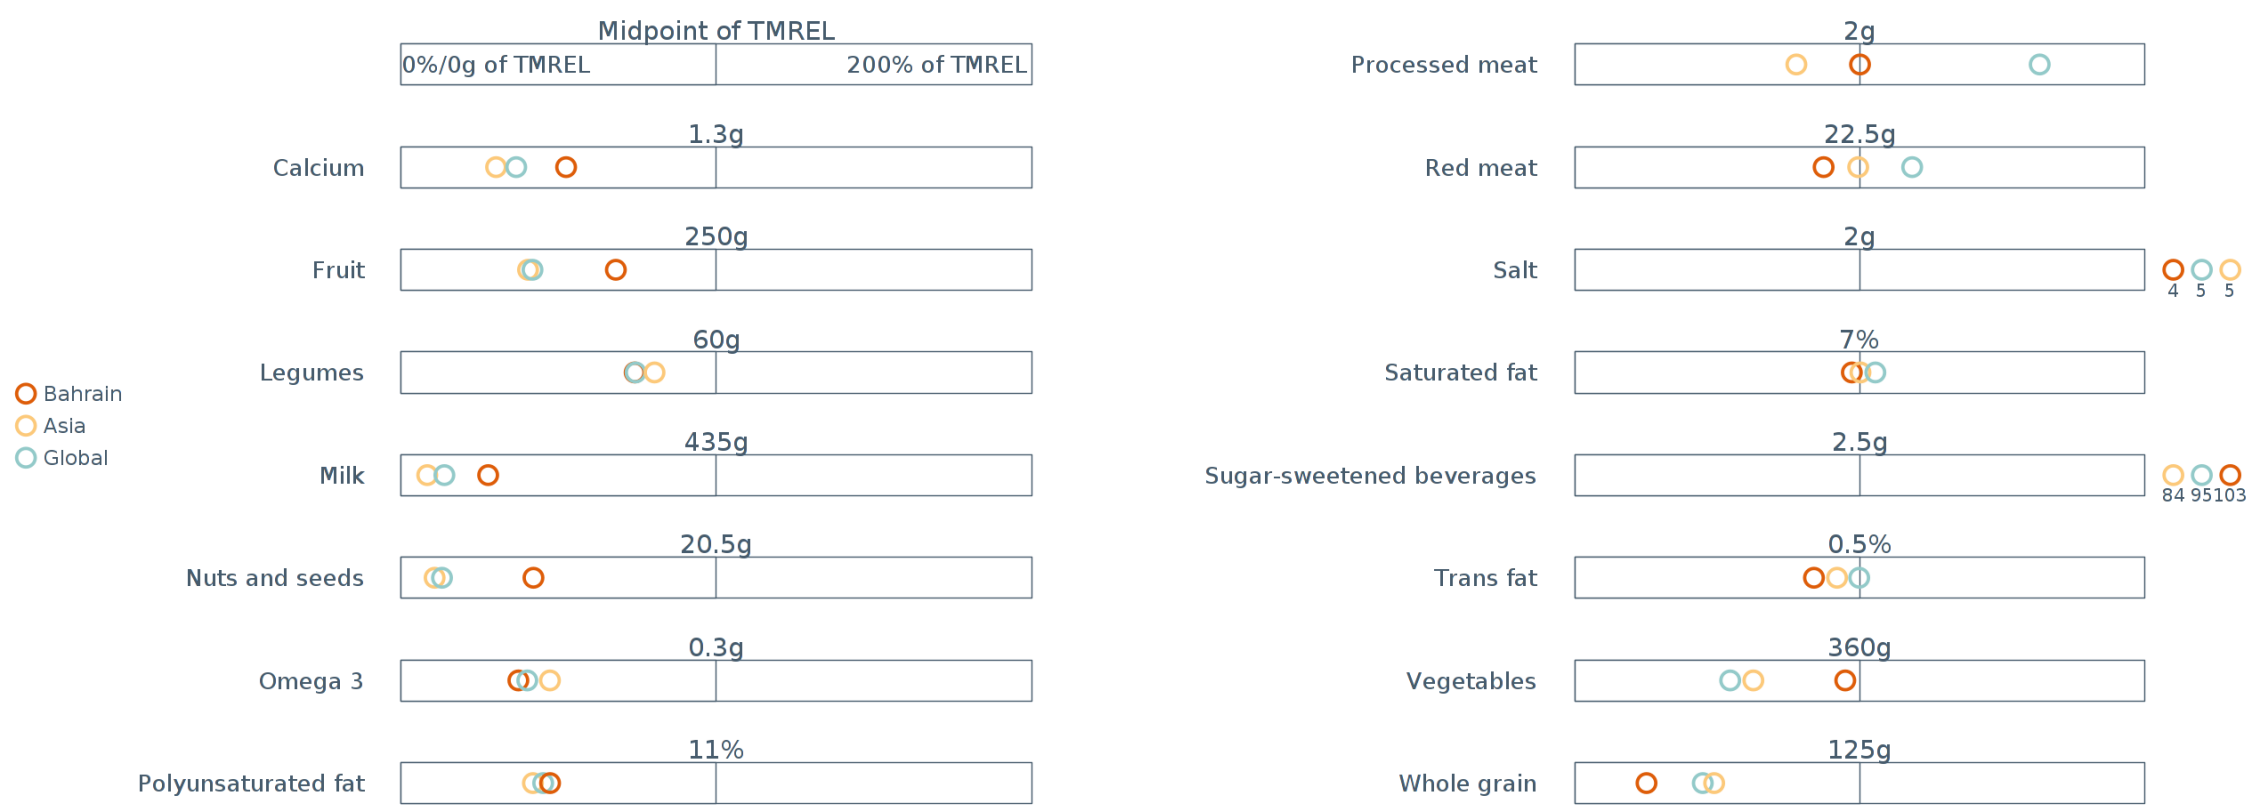 Midpoint of TMREL
0%/0g of TMREL 200% of TMREL
1.3g
Calcium
250g
Fruit
60g
Legumes
435g
Milk
20.5g
Nuts and seeds
0.3g
Omega 3
11%
Polyunsaturated fat
Bahrain
Asia
Global
2g
Processed meat
22.5g
Red meat
2g
Salt
4 5 5
7%
Saturated fat
2.5g
Sugar-sweetened beverages
84 95 103
0.5%
Trans fat
360g
Vegetables
125g
Whole grain